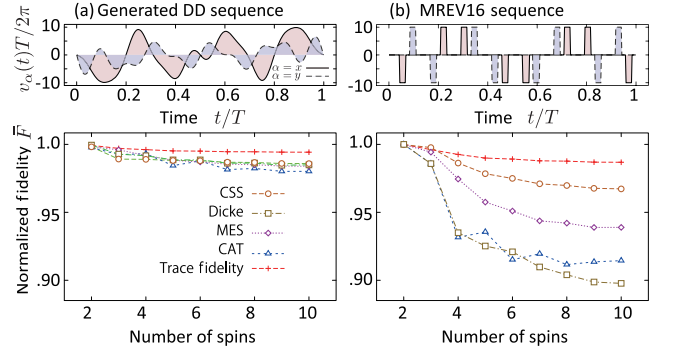 (a) Generated DD sequence
(b) MREV16 sequence
v_α(t)T/2π
10
0
10
α = x
α = y
0
0.2
0.4
0.6
0.8
1
Time t/T
10
0
-10
0
0.2
0.4
0.6
0.8
1
Time t/T
Normalized fidelity F̄
1.0
.95
.90
CSS
Dicke
MES
CAT
Trace fidelity
2
4
6
8
10
Number of spins
1.0
.95
.90
2
4
6
8
10
Number of spins